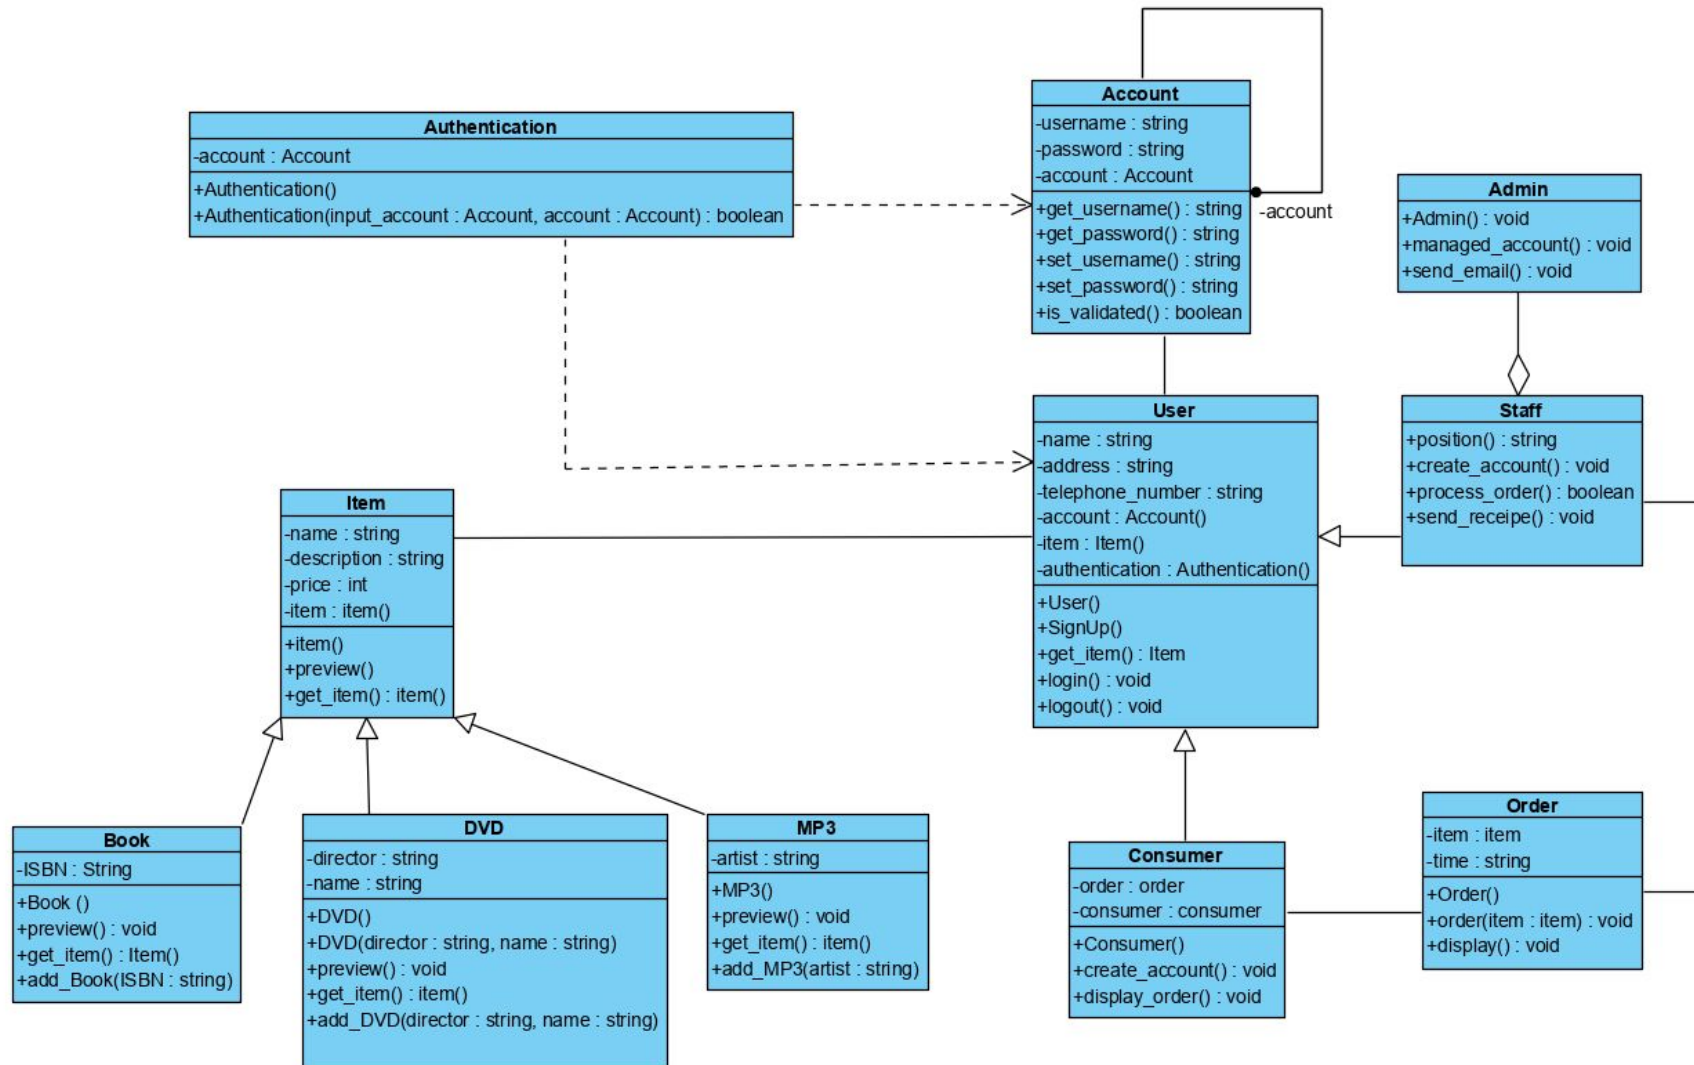 Account
-username : string
-password : string
-account : Account
+get_username() : string
+get_password() : string
+set_username() : string
+set_password() : string
+is_validated() : boolean
-account
Authentication
-account : Account
+Authentication()
+Authentication(input_account : Account, account : Account) : boolean
Admin
+Admin() : void
+managed_account() : void
+send_email() : void
User
-name : string
-address : string
-telephone_number : string
-account : Account()
-item : Item()
-authentication : Authentication()
+User()
+SignUp()
+get_item() : Item
+login() : void
+logout() : void
Staff
+position() : string
+create_account() : void
+process_order() : boolean
+send_receipe() : void
Item
-name : string
-description : string
-price : int
-item : item()
+item()
+preview()
+get_item() : item()
Book
-ISBN : String
+Book ()
+preview() : void
+get_item() : Item()
+add_Book(ISBN : string)
DVD
-director : string
-name : string
+DVD()
+DVD(director : string, name : string)
+preview() : void
+get_item() : item()
+add_DVD(director : string, name : string)
MP3
-artist : string
+MP3()
+preview() : void
+get_item() : item()
+add_MP3(artist : string)
Consumer
-order : order
-consumer : consumer
+Consumer()
+create_account() : void
+display_order() : void
Order
-item : item
-time : string
+Order()
+order(item : item) : void
+display() : void